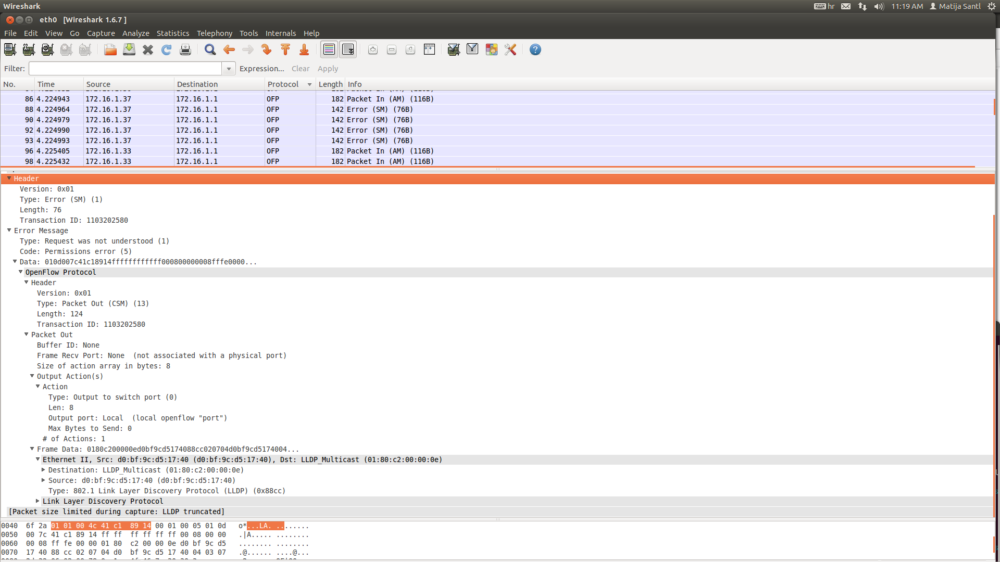 Wireshark hr 11:19 AM Matija Santl
eth0 [Wireshark 1.6.7 ]
File Edit View Go Capture Analyze Statistics Telephony Tools Internals Help
Filter: Expression... Clear Apply
No. Time Source Destination Protocol Length Info
86 4.224943 172.16.1.37 172.16.1.1 OFP 182 Packet In (AM) (116B)
88 4.224964 172.16.1.37 172.16.1.1 OFP 142 Error (SM) (76B)
90 4.224979 172.16.1.37 172.16.1.1 OFP 142 Error (SM) (76B)
92 4.224990 172.16.1.37 172.16.1.1 OFP 142 Error (SM) (76B)
93 4.224993 172.16.1.37 172.16.1.1 OFP 142 Error (SM) (76B)
96 4.225405 172.16.1.33 172.16.1.1 OFP 182 Packet In (AM) (116B)
98 4.225432 172.16.1.33 172.16.1.1 OFP 182 Packet In (AM) (116B)
Header
Version: 0x01
Type: Error (SM) (1)
Length: 76
Transaction ID: 1103202580
Error Message
Type: Request was not understood (1)
Code: Permissions error (5)
Data: 010d007c41c18914ffffffffffff000800000008fffe0000...
OpenFlow Protocol
Header
Version: 0x01
Type: Packet Out (CSM) (13)
Length: 124
Transaction ID: 1103202580
Packet Out
Buffer ID: None
Frame Recv Port: None (not associated with a physical port)
Size of action array in bytes: 8
Output Action(s)
Action
Type: Output to switch port (0)
Len: 8
Output port: Local (local openflow "port")
Max Bytes to Send: 0
# of Actions: 1
Frame Data: 0180c200000ed0bf9cd5174088cc020704d0bf9cd5174004...
Ethernet II, Src: d0:bf:9c:d5:17:40 (d0:bf:9c:d5:17:40), Dst: LLDP_Multicast (01:80:c2:00:00:0e)
Destination: LLDP_Multicast (01:80:c2:00:00:0e)
Source: d0:bf:9c:d5:17:40 (d0:bf:9c:d5:17:40)
Type: 802.1 Link Layer Discovery Protocol (LLDP) (0x88cc)
Link Layer Discovery Protocol
[Packet size limited during capture: LLDP truncated]
0040 6f 2a 01 01 00 4c 41 c1 89 14 00 01 00 05 01 0d o*...LA. ........
0050 00 7c 41 c1 89 14 ff ff ff ff ff ff 00 08 00 00 .|A..... ........
0060 00 08 ff fe 00 00 01 80 c2 00 00 0e d0 bf 9c d5 ........ ........
0070 17 40 88 cc 02 07 04 d0 bf 9c d5 17 40 04 03 07 .@...... ....@...